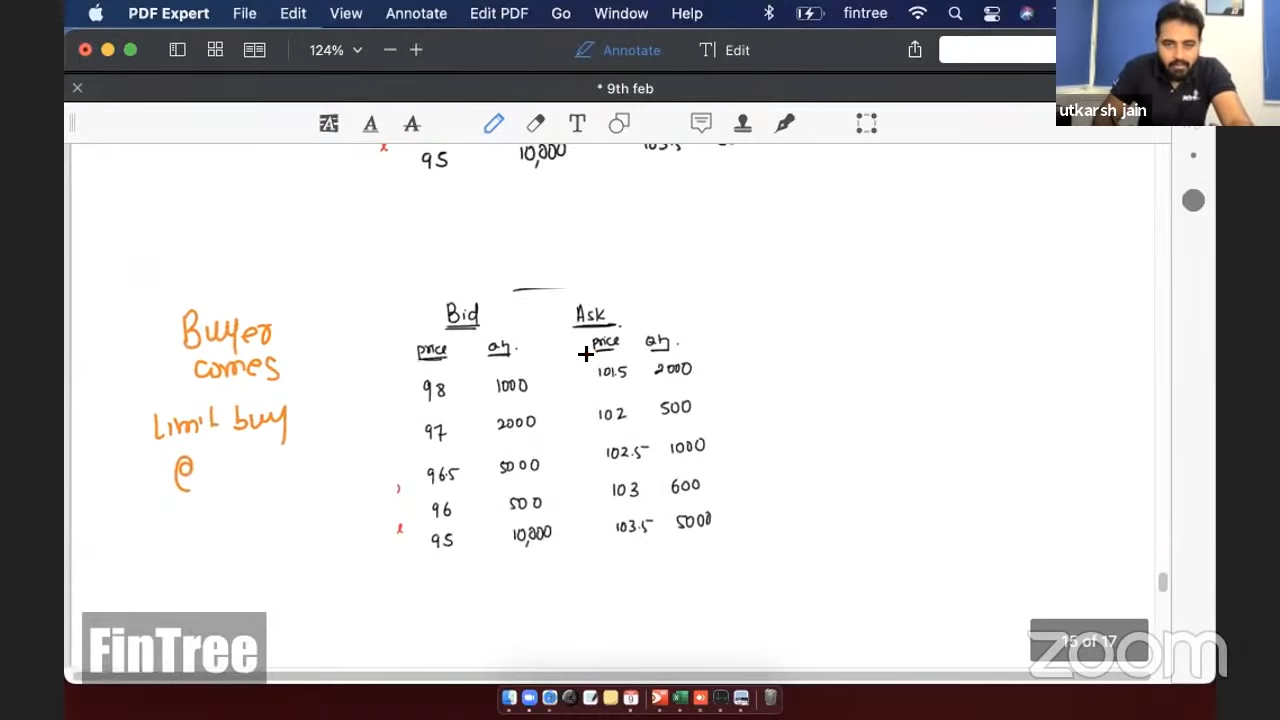 PDF Expert File Edit View Annotate Edit PDF Go Window Help fintree
124% Annotate Edit
* 9th feb
utkarsh jain
95 10,000 103.5
Buyer
comes
Limit buy
@
Bid Ask
price qty. price qty.
98 1000 101.5 2000
97 2000 102 500
96.5 5000 102.5 1000
96 500 103 600
95 10,000 103.5 5000
15 of 17
FinTree
zoom